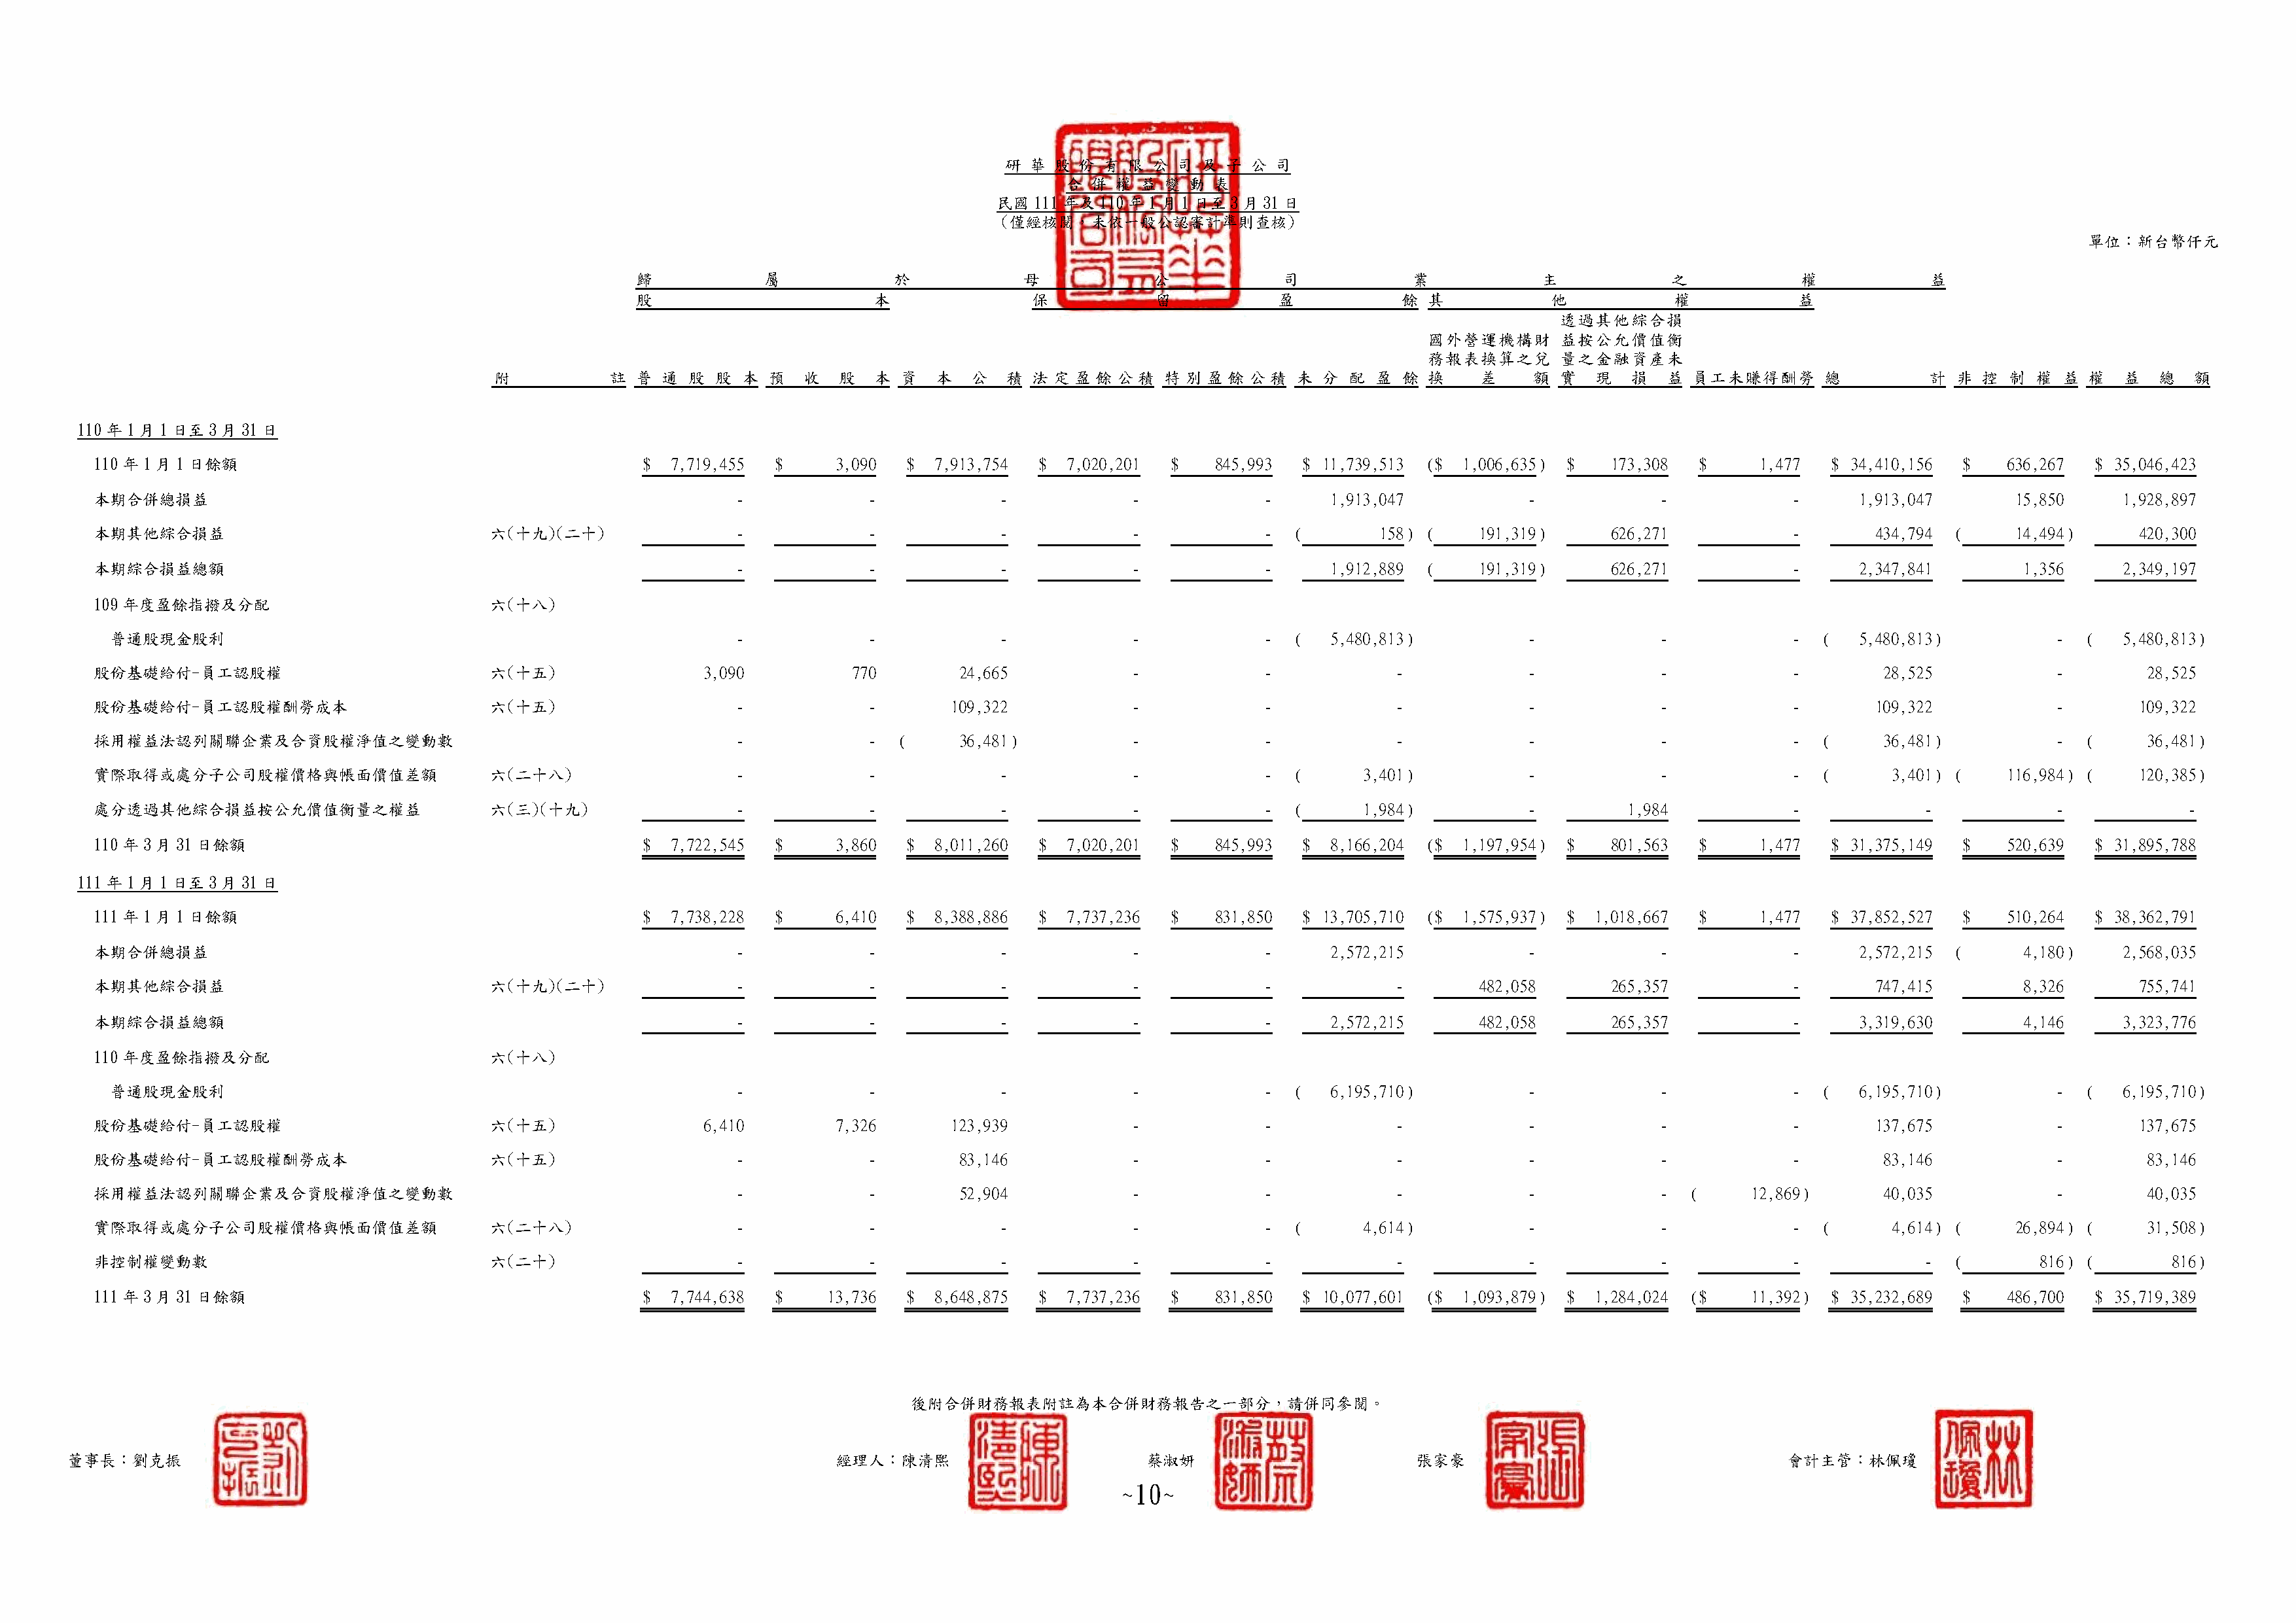 研華股份有限公司及子公司
合併權益變動表
民國111年及110年1月1日至3月31日
（僅經核閱，未依一般公認審計準則查核）
單位：新台幣仟元
歸屬於母公司業主之權益
股本 保留盈餘 其他權益
附註 普通股股本 預收股本 資本公積 法定盈餘公積 特別盈餘公積 未分配盈餘 國外營運機構財務報表換算之兌換差額 透過其他綜合損益按公允價值衡量之金融資產未實現損益 員工未賺得酬勞 總計 非控制權益 權益總額
110年1月1日至3月31日
110年1月1日餘額 $ 7,719,455 $ 3,090 $ 7,913,754 $ 7,020,201 $ 845,993 $ 11,739,513 ($ 1,006,635) $ 173,308 $ 1,477 $ 34,410,156 $ 636,267 $ 35,046,423
本期合併總損益 - - - - - 1,913,047 - - - 1,913,047 15,850 1,928,897
本期其他綜合損益 六(十九)(二十) - - - - - ( 158) ( 191,319) 626,271 - 434,794 ( 14,494) 420,300
本期綜合損益總額 - - - - - 1,912,889 ( 191,319) 626,271 - 2,347,841 1,356 2,349,197
109年度盈餘指撥及分配 六(十八)
普通股現金股利 - - - - - ( 5,480,813) - - - ( 5,480,813) - ( 5,480,813)
股份基礎給付-員工認股權 六(十五) 3,090 770 24,665 - - - - - - 28,525 - 28,525
股份基礎給付-員工認股權酬勞成本 六(十五) - - 109,322 - - - - - - 109,322 - 109,322
採用權益法認列關聯企業及合資股權淨值之變動數 - - ( 36,481) - - - - - - ( 36,481) - ( 36,481)
實際取得或處分子公司股權價格與帳面價值差額 六(二十八) - - - - - ( 3,401) - - - ( 3,401) ( 116,984) ( 120,385)
處分透過其他綜合損益按公允價值衡量之權益 六(三)(十九) - - - - - ( 1,984) - 1,984 - - - -
110年3月31日餘額 $ 7,722,545 $ 3,860 $ 8,011,260 $ 7,020,201 $ 845,993 $ 8,166,204 ($ 1,197,954) $ 801,563 $ 1,477 $ 31,375,149 $ 520,639 $ 31,895,788
111年1月1日至3月31日
111年1月1日餘額 $ 7,738,228 $ 6,410 $ 8,388,886 $ 7,737,236 $ 831,850 $ 13,705,710 ($ 1,575,937) $ 1,018,667 $ 1,477 $ 37,852,527 $ 510,264 $ 38,362,791
本期合併總損益 - - - - - 2,572,215 - - - 2,572,215 ( 4,180) 2,568,035
本期其他綜合損益 六(十九)(二十) - - - - - - 482,058 265,357 - 747,415 8,326 755,741
本期綜合損益總額 - - - - - 2,572,215 482,058 265,357 - 3,319,630 4,146 3,323,776
110年度盈餘指撥及分配 六(十八)
普通股現金股利 - - - - - ( 6,195,710) - - - ( 6,195,710) - ( 6,195,710)
股份基礎給付-員工認股權 六(十五) 6,410 7,326 123,939 - - - - - - 137,675 - 137,675
股份基礎給付-員工認股權酬勞成本 六(十五) - - 83,146 - - - - - - 83,146 - 83,146
採用權益法認列關聯企業及合資股權淨值之變動數 - - 52,904 - - - - - ( 12,869) 40,035 - 40,035
實際取得或處分子公司股權價格與帳面價值差額 六(二十八) - - - - - ( 4,614) - - - ( 4,614) ( 26,894) ( 31,508)
非控制權變動數 六(二十) - - - - - - - - - - ( 816) ( 816)
111年3月31日餘額 $ 7,744,638 $ 13,736 $ 8,648,875 $ 7,737,236 $ 831,850 $ 10,077,601 ($ 1,093,879) $ 1,284,024 ($ 11,392) $ 35,232,689 $ 486,700 $ 35,719,389
後附合併財務報表附註為本合併財務報告之一部分，請併同參閱。
董事長：劉克振 經理人：陳清熙 蔡淑妍 張家豪 會計主管：林佩瓊
~10~